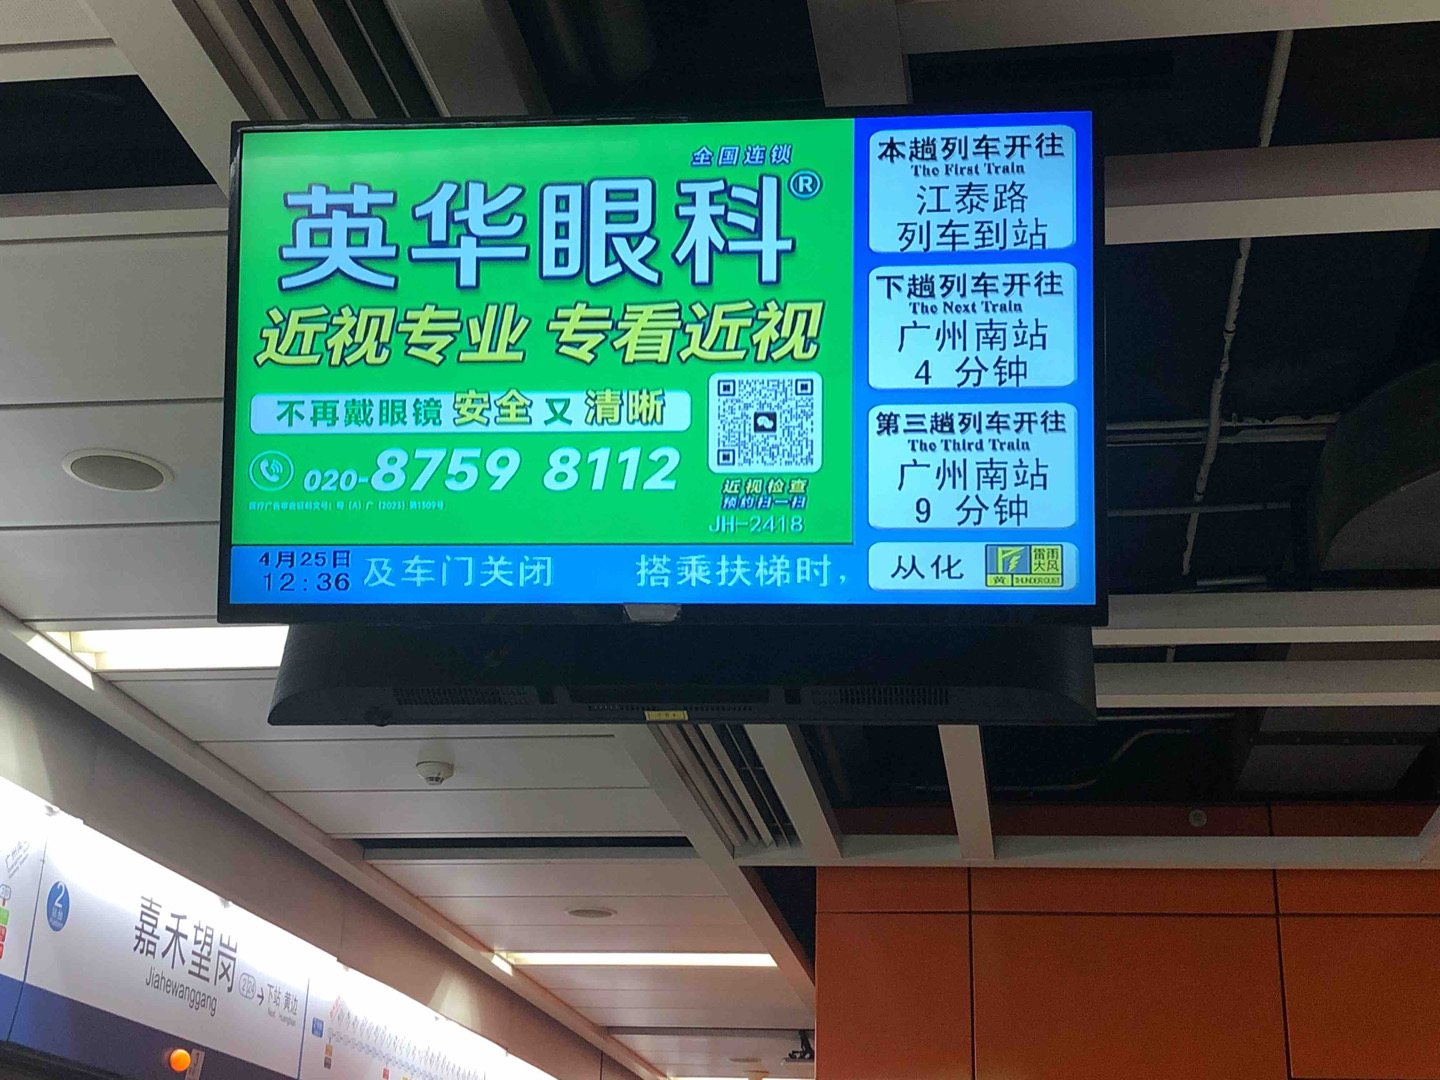 全国连锁
英华眼科®
近视专业 专看近视
不再戴眼镜 安全 又 清晰
020-8759 8112
近视检查
预约扫一扫
JH-2418
4月25日
12:36
及车门关闭 搭乘扶梯时，
本趟列车开往
The First Train
江泰路
列车到站
下趟列车开往
The Next Train
广州南站
4 分钟
第三趟列车开往
The Third Train
广州南站
9 分钟
从化
雷雨
大风
黄
THUNDER GUST
2
嘉禾望岗
Jiahewanggang
下站 黄边